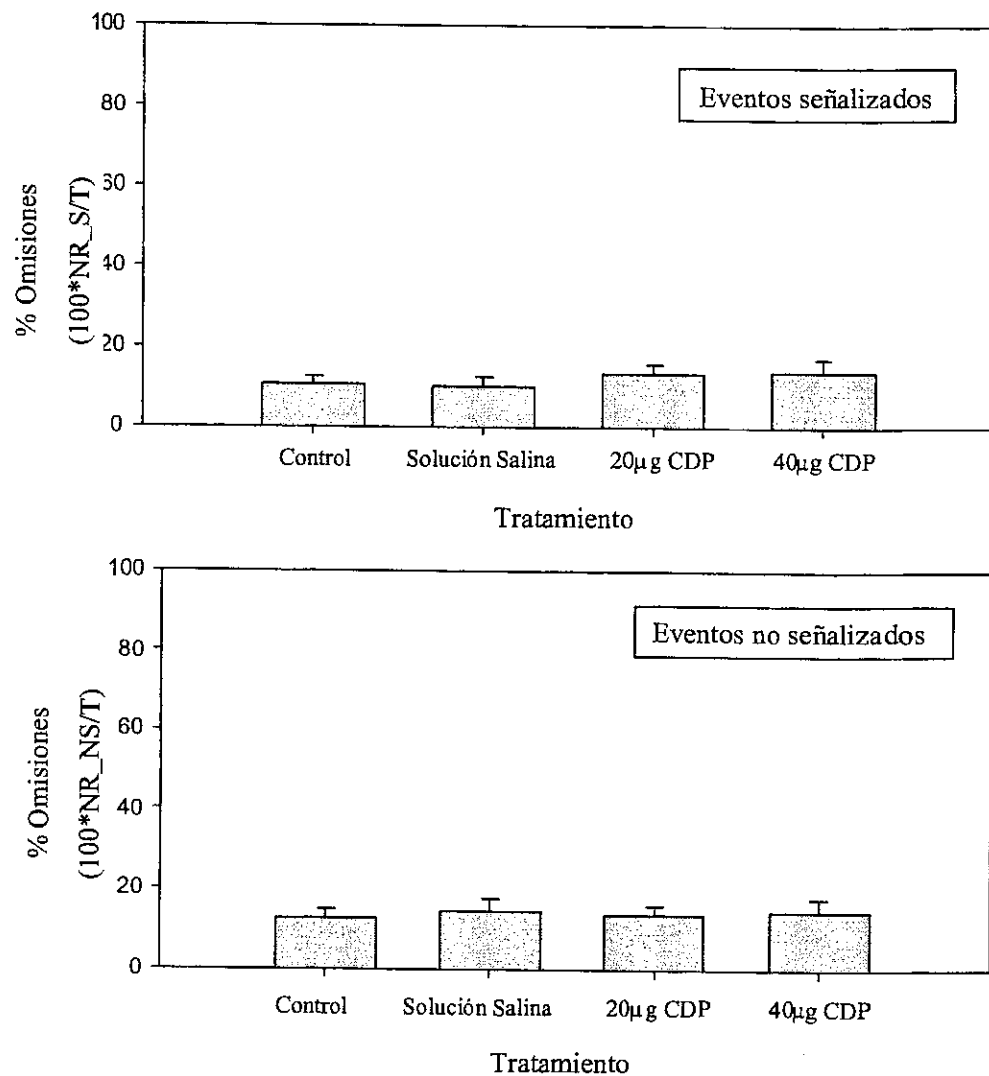 100
80
60
40
20
0
% Omisiones
(100*NR_S/T)
Eventos señalizados
Control Solución Salina 20µg CDP 40µg CDP
Tratamiento
100
80
60
40
20
0
% Omisiones
(100*NR_NS/T)
Eventos no señalizados
Control Solución Salina 20µg CDP 40µg CDP
Tratamiento